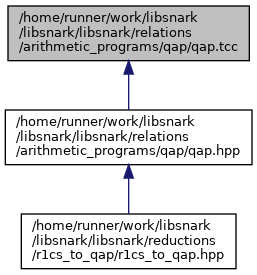 /home/runner/work/libsnark
/libsnark/libsnark/relations
/arithmetic_programs/qap/qap.tcc
/home/runner/work/libsnark
/libsnark/libsnark/relations
/arithmetic_programs/qap/qap.hpp
/home/runner/work/libsnark
/libsnark/libsnark/reductions
/r1cs_to_qap/r1cs_to_qap.hpp